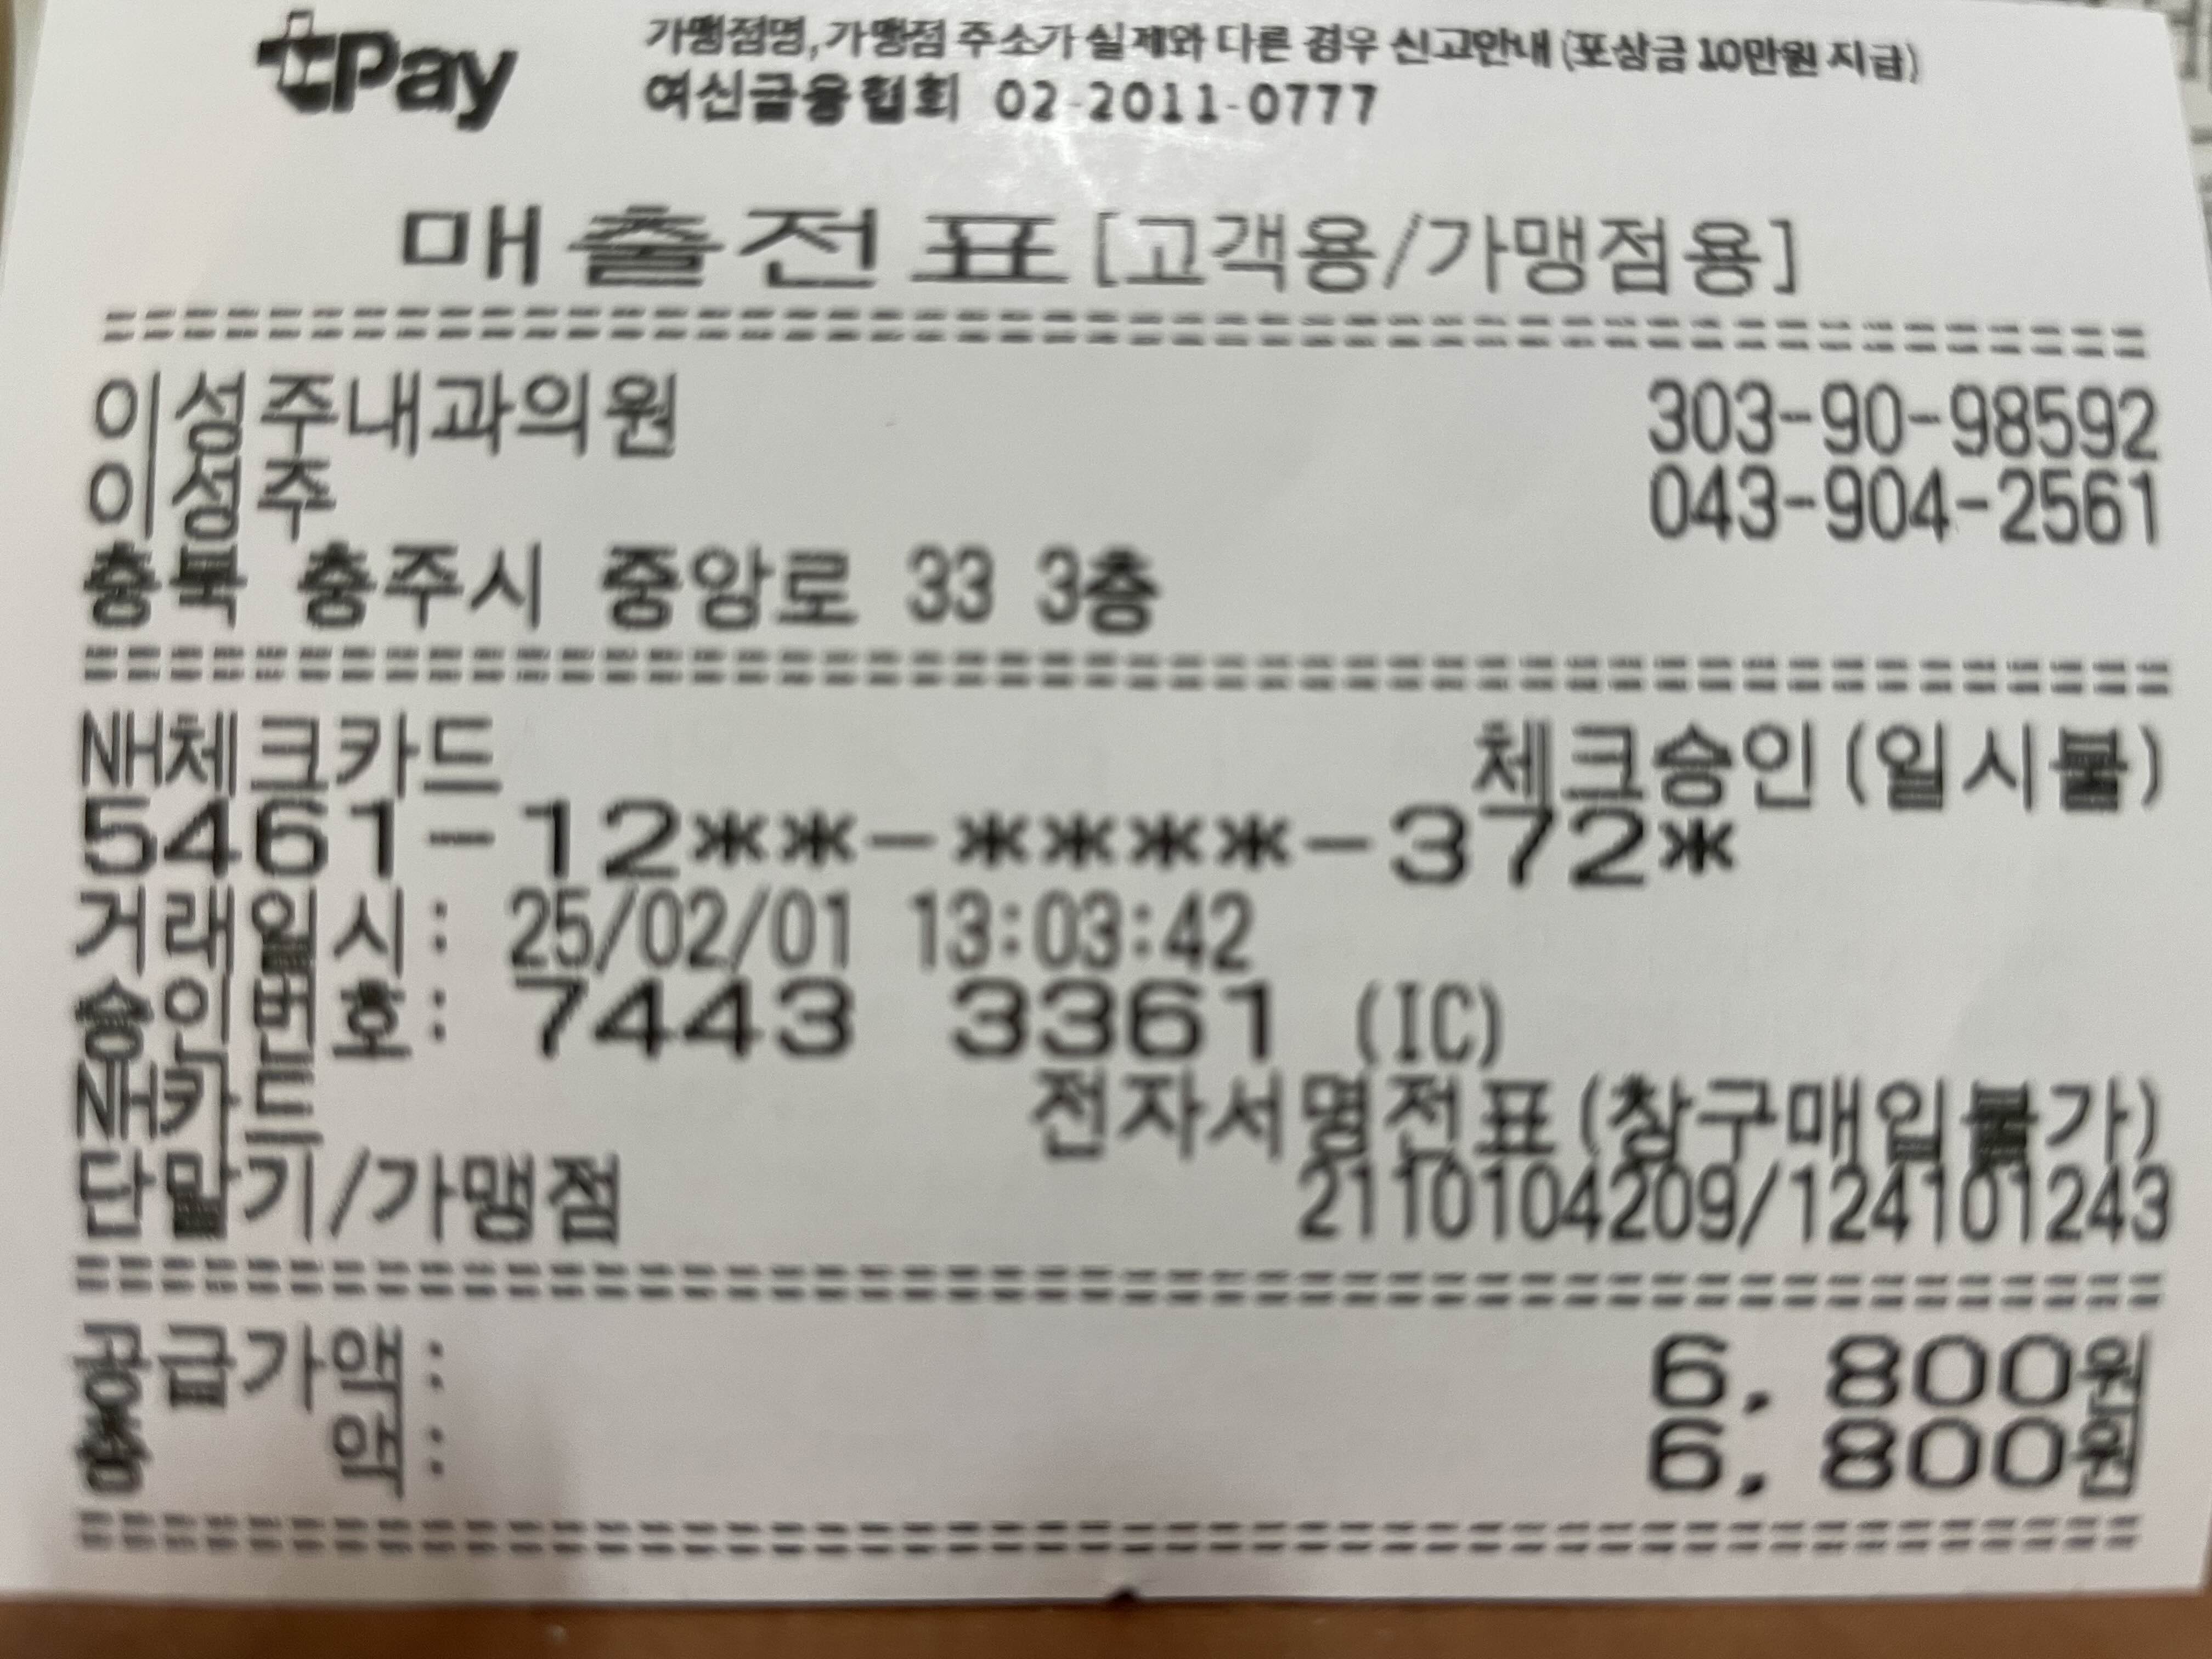 tPay 가맹점명,가맹점 주소가 실제와 다른 경우 신고안내 (포상금 10만원 지급)
여신금융협회 02-2011-0777
매출전표[고객용/가맹점용]
이성주내과의원 303-90-98592
이성주 043-904-2561
충북 충주시 중앙로 33 3층
NH체크카드 체크승인(일시불)
5461-12**-****-372*
거래일시: 25/02/01 13:03:42
승인번호: 7443 3361 (IC)
NH카드 전자서명전표(창구매입불가)
단말기/가맹점 2110104209/124101243
공급가액: 6,800원
총 액: 6,800원